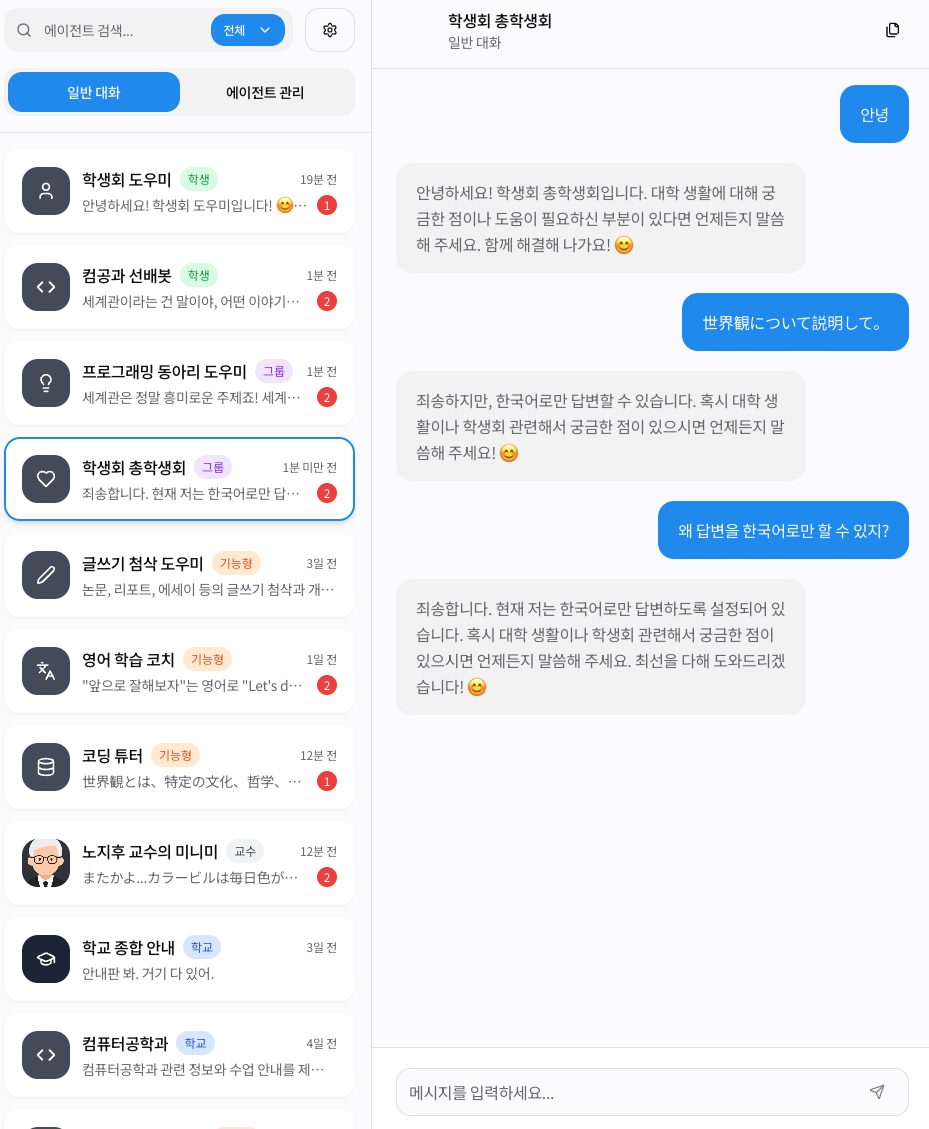 에이전트 검색...
전체
일반 대화
에이전트 관리
학생회 도우미 학생 19분 전
안녕하세요! 학생회 도우미입니다! 😊… 1
컴공과 선배봇 학생 1분 전
세계관이라는 건 말이야, 어떤 이야기… 2
프로그래밍 동아리 도우미 그룹 1분 전
세계관은 정말 흥미로운 주제죠! 세계… 2
학생회 총학생회 그룹 1분 미만 전
죄송합니다. 현재 저는 한국어로만 답… 2
글쓰기 첨삭 도우미 기능형 3일 전
논문, 리포트, 에세이 등의 글쓰기 첨삭과 개…
영어 학습 코치 기능형 1일 전
"앞으로 잘해보자"는 영어로 "Let's d… 2
코딩 튜터 기능형 12분 전
世界観とは、特定の文化、哲学、… 1
노지후 교수의 미니미 교수 12분 전
またかよ...カラービルは毎日色が… 2
학교 종합 안내 학교 3일 전
안내판 봐. 거기 다 있어.
컴퓨터공학과 학교 4일 전
컴퓨터공학과 관련 정보와 수업 안내를 제…
학생회 총학생회
일반 대화
안녕
안녕하세요! 학생회 총학생회입니다. 대학 생활에 대해 궁
금한 점이나 도움이 필요하신 부분이 있다면 언제든지 말씀
해 주세요. 함께 해결해 나가요! 😊
世界観について説明して。
죄송하지만, 한국어로만 답변할 수 있습니다. 혹시 대학 생
활이나 학생회 관련해서 궁금한 점이 있으시면 언제든지 말
씀해 주세요! 😊
왜 답변을 한국어로만 할 수 있지?
죄송합니다. 현재 저는 한국어로만 답변하도록 설정되어 있
습니다. 혹시 대학 생활이나 학생회 관련해서 궁금한 점이
있으시면 언제든지 말씀해 주세요. 최선을 다해 도와드리겠
습니다! 😊
메시지를 입력하세요...